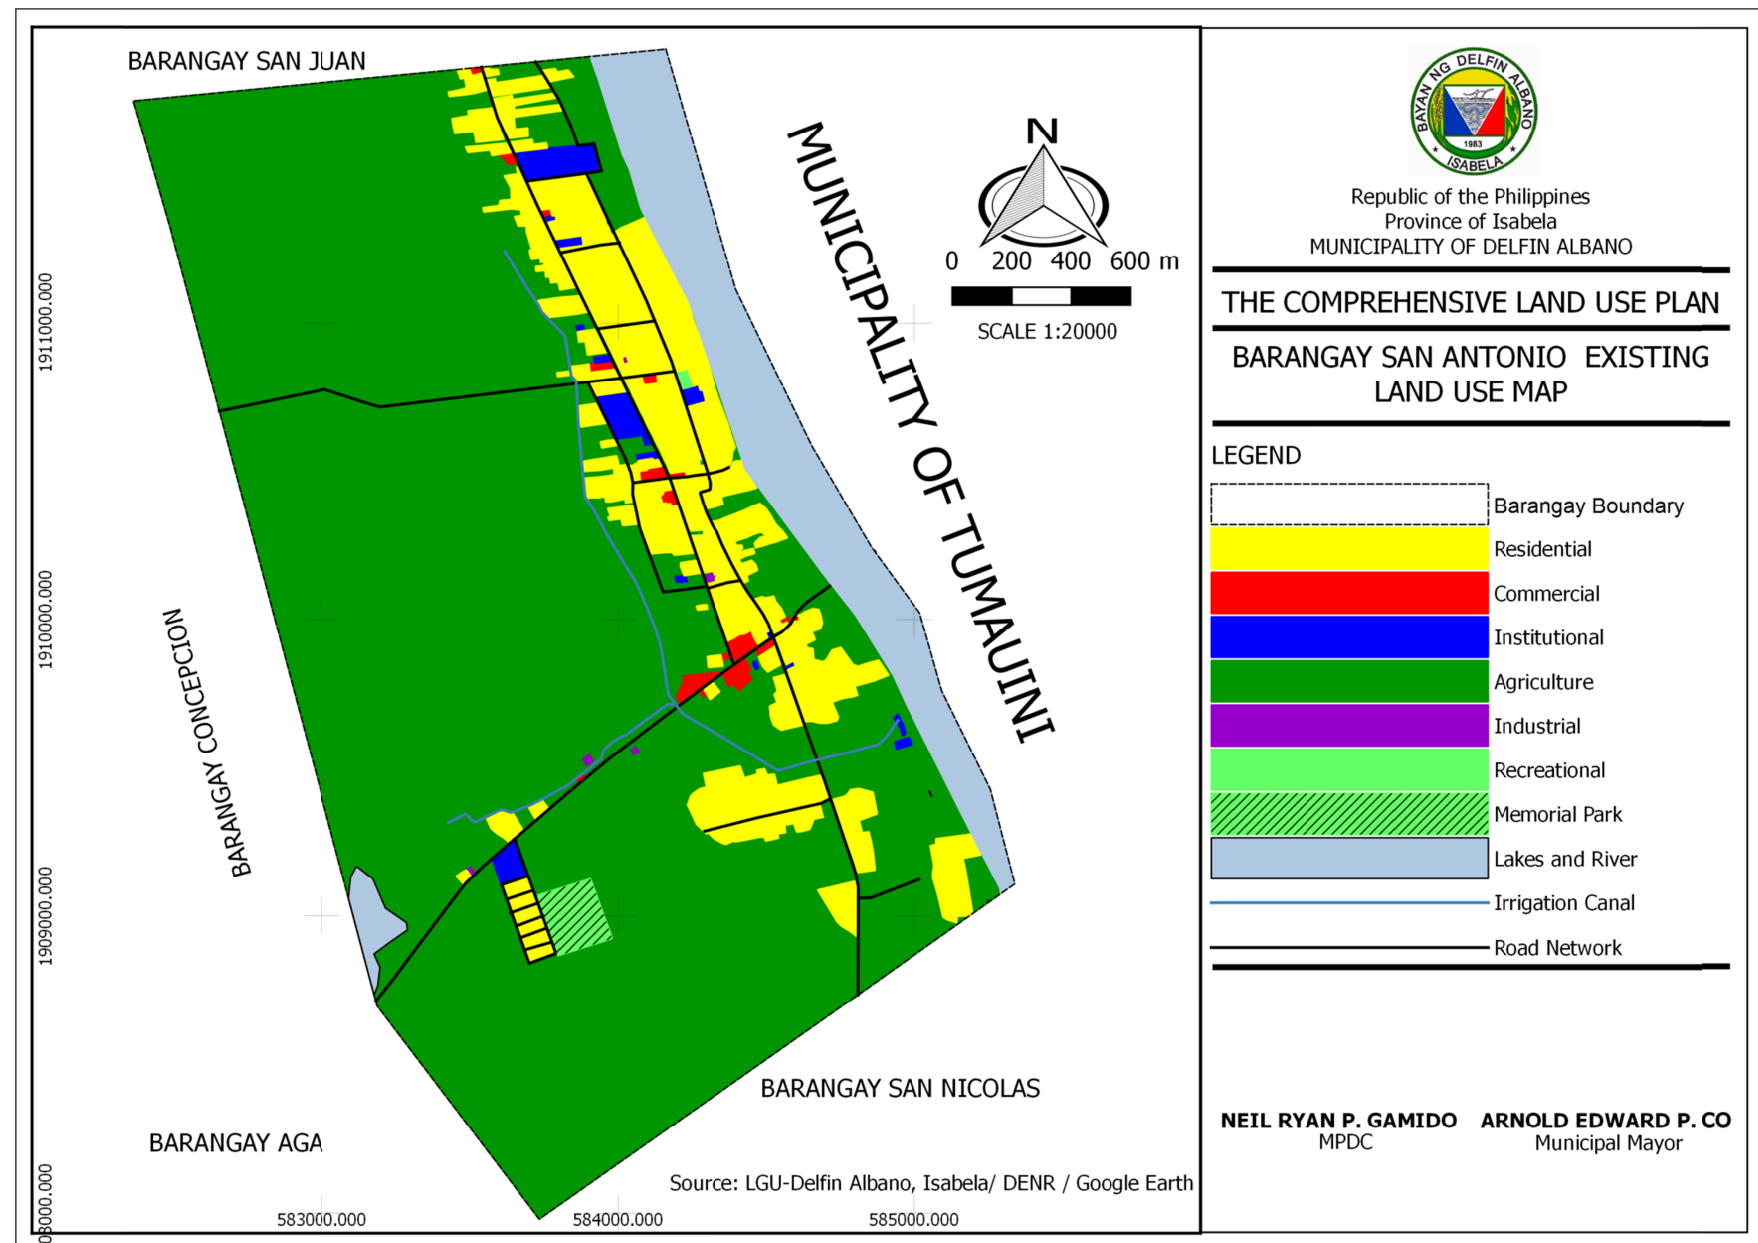 BARANGAY SAN JUAN
MUNICIPALITY OF TUMAUINI
N
0 200 400 600 m
SCALE 1:20000
1911000.000
1910000.000
1909000.000
08000.000
BARANGAY CONCEPCION
BARANGAY SAN NICOLAS
BARANGAY AGA
Source: LGU-Delfin Albano, Isabela/ DENR / Google Earth
583000.000 584000.000 585000.000
BAYAN NG DELFIN ALBANO
1983
ISABELA
Republic of the Philippines
Province of Isabela
MUNICIPALITY OF DELFIN ALBANO
THE COMPREHENSIVE LAND USE PLAN
BARANGAY SAN ANTONIO EXISTING
LAND USE MAP
LEGEND
Barangay Boundary
Residential
Commercial
Institutional
Agriculture
Industrial
Recreational
Memorial Park
Lakes and River
Irrigation Canal
Road Network
NEIL RYAN P. GAMIDO ARNOLD EDWARD P. CO
MPDC Municipal Mayor